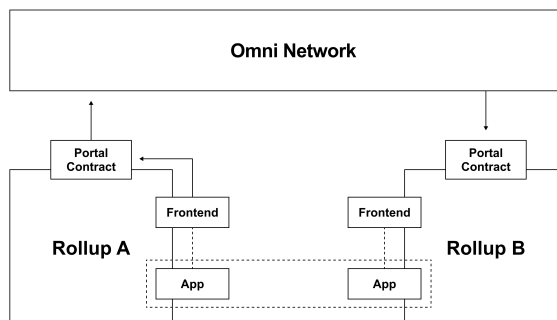 Omni Network
Portal
Contract
Portal
Contract
Frontend
Frontend
Rollup A
Rollup B
App
App